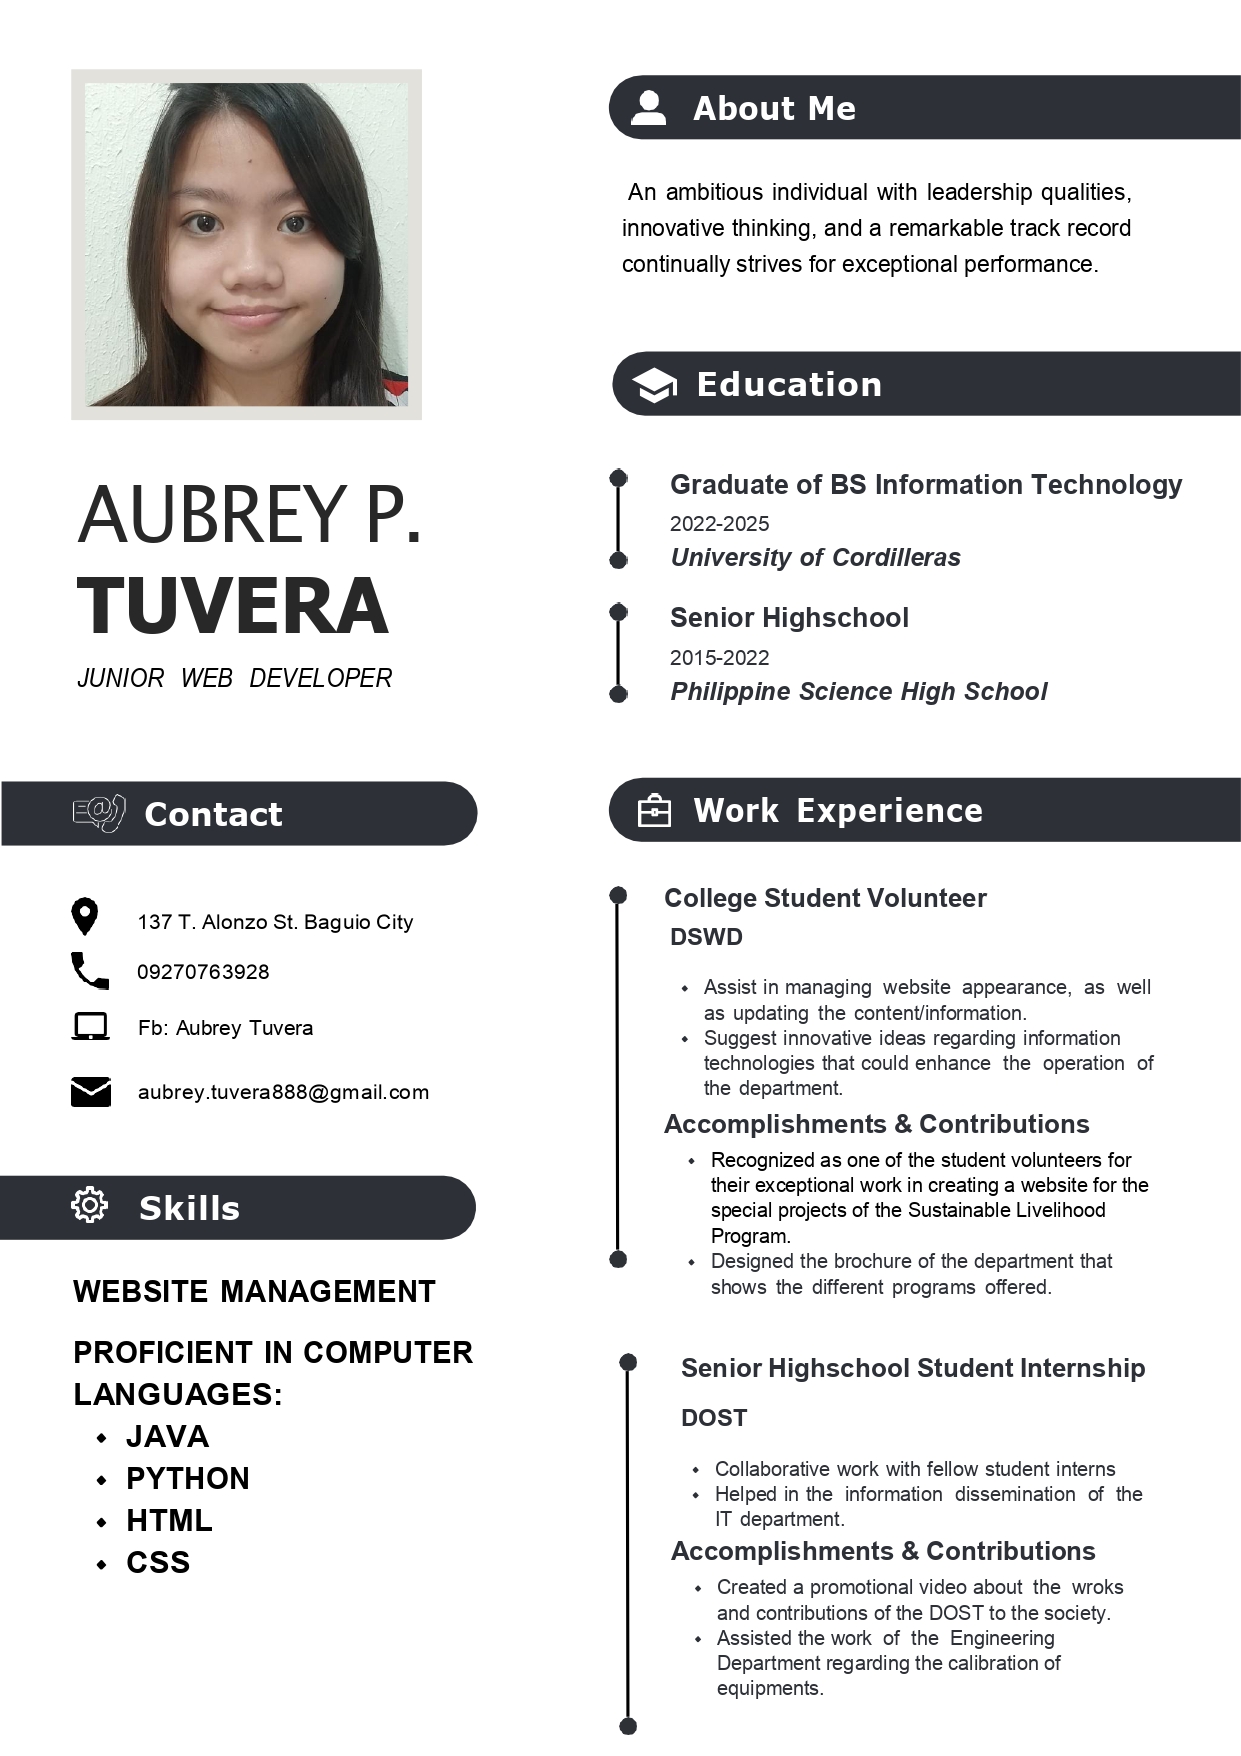 AUBREY P.
TUVERA
JUNIOR WEB DEVELOPER
Contact
137 T. Alonzo St. Baguio City
09270763928
Fb: Aubrey Tuvera
aubrey.tuvera888@gmail.com
Skills
WEBSITE MANAGEMENT
PROFICIENT IN COMPUTER
LANGUAGES:
• JAVA
• PYTHON
• HTML
• CSS
About Me
An ambitious individual with leadership qualities,
innovative thinking, and a remarkable track record
continually strives for exceptional performance.
Education
Graduate of BS Information Technology
2022-2025
University of Cordilleras
Senior Highschool
2015-2022
Philippine Science High School
Work Experience
College Student Volunteer
DSWD
• Assist in managing website appearance, as well
as updating the content/information.
• Suggest innovative ideas regarding information
technologies that could enhance the operation of
the department.
Accomplishments & Contributions
• Recognized as one of the student volunteers for
their exceptional work in creating a website for the
special projects of the Sustainable Livelihood
Program.
• Designed the brochure of the department that
shows the different programs offered.
Senior Highschool Student Internship
DOST
• Collaborative work with fellow student interns
• Helped in the information dissemination of the
IT department.
Accomplishments & Contributions
• Created a promotional video about the wroks
and contributions of the DOST to the society.
• Assisted the work of the Engineering
Department regarding the calibration of
equipments.